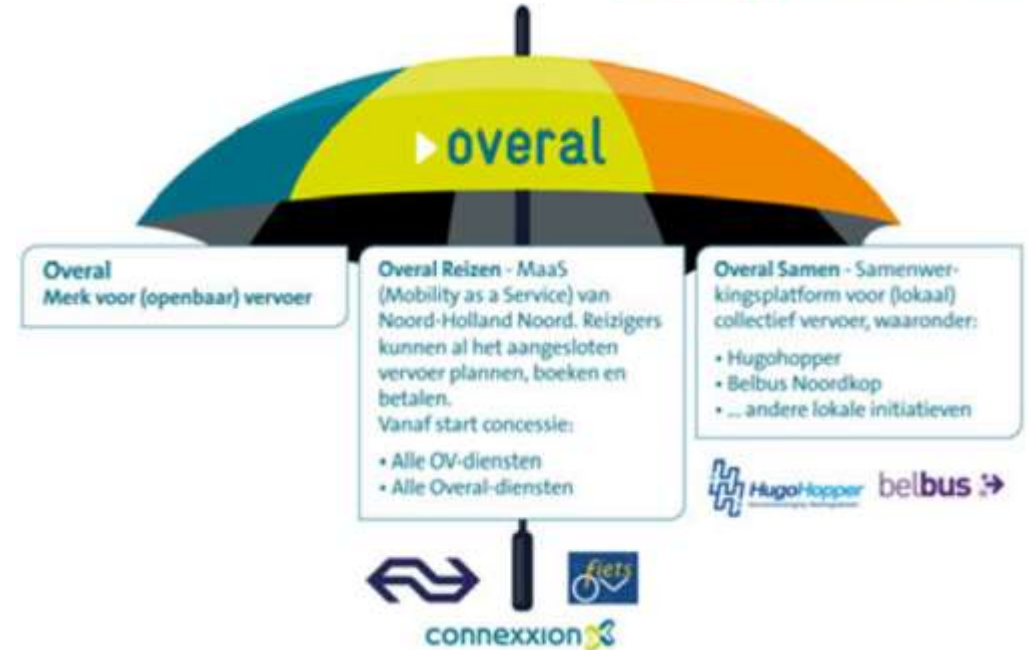 overal
Overal
Merk voor (openbaar) vervoer
Overal Reizen - MaaS
(Mobility as a Service) van
Noord-Holland Noord. Reizigers
kunnen al het aangesloten
vervoer plannen, boeken en
betalen.
Vanaf start concessie:
• Alle OV-diensten
• Alle Overal-diensten
Overal Samen - Samenwer-
kingsplatform voor (lokaal)
collectief vervoer, waaronder:
• Hugohopper
• Belbus Noordkop
• ... andere lokale initiatieven
HugoHopper
belbus
fiets
connexxion